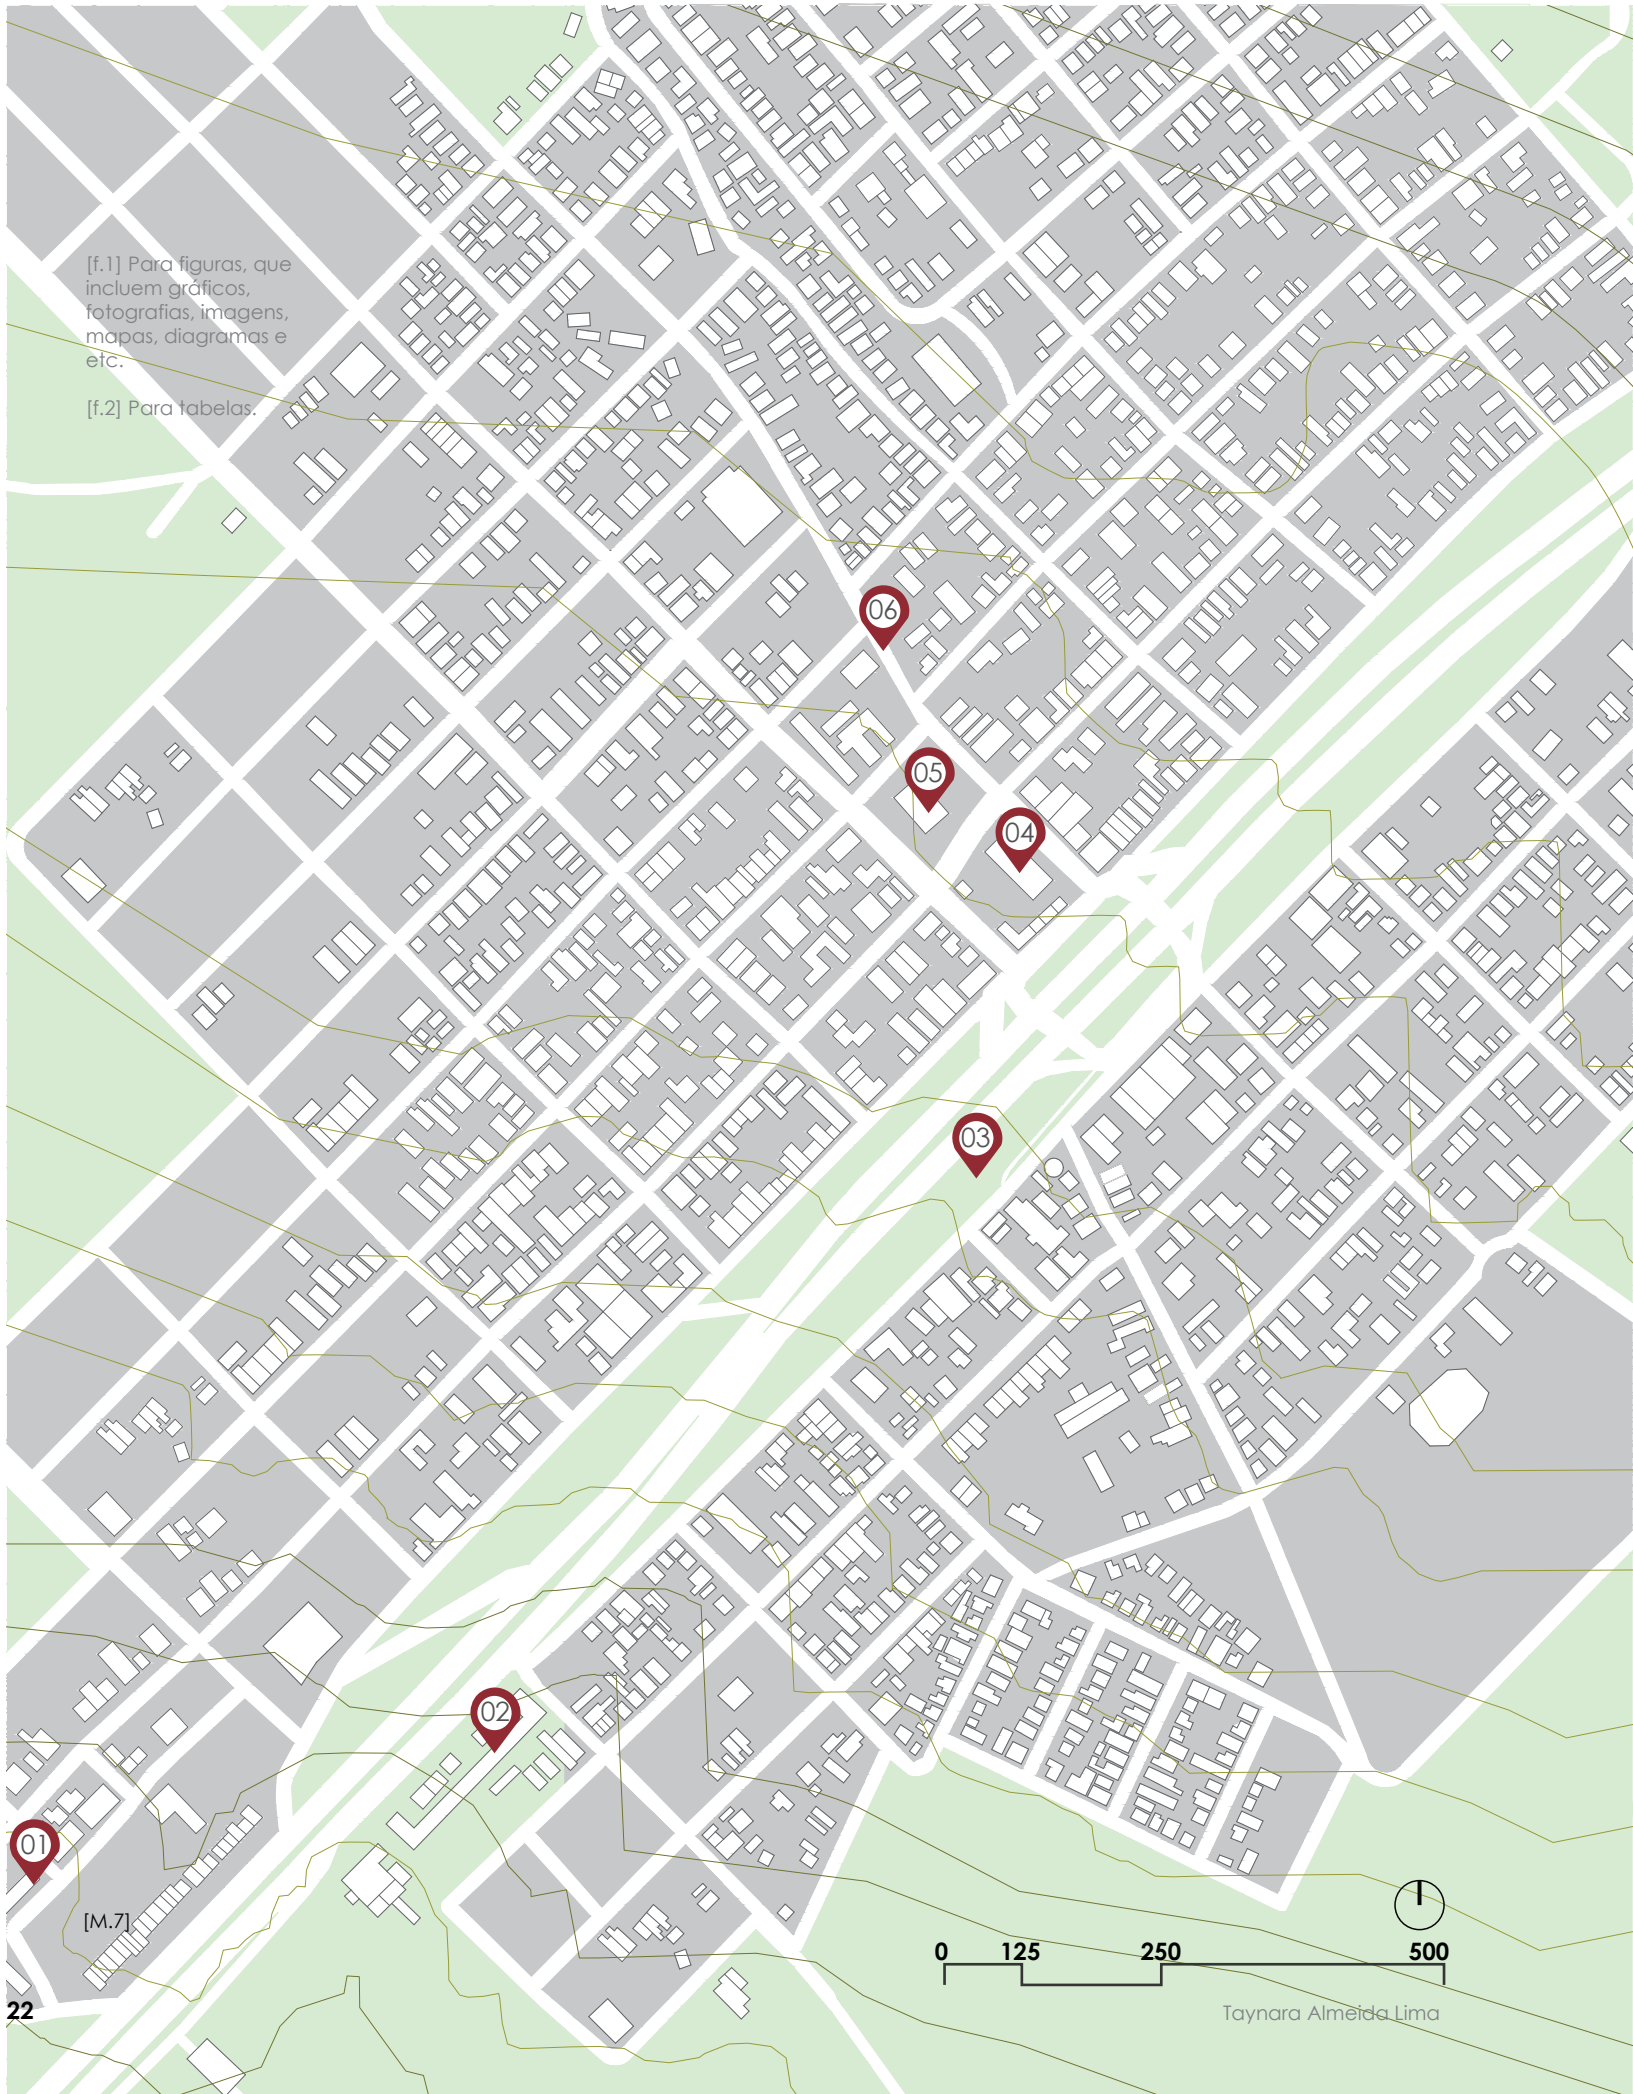 [f.1] Para figuras, que
incluem gráficos,
fotografias, imagens,
mapas, diagramas e
etc.
[f.2] Para tabelas.
06
05
04
03
02
01
[M.7]
0 125 250 500
22
Taynara Almeida Lima